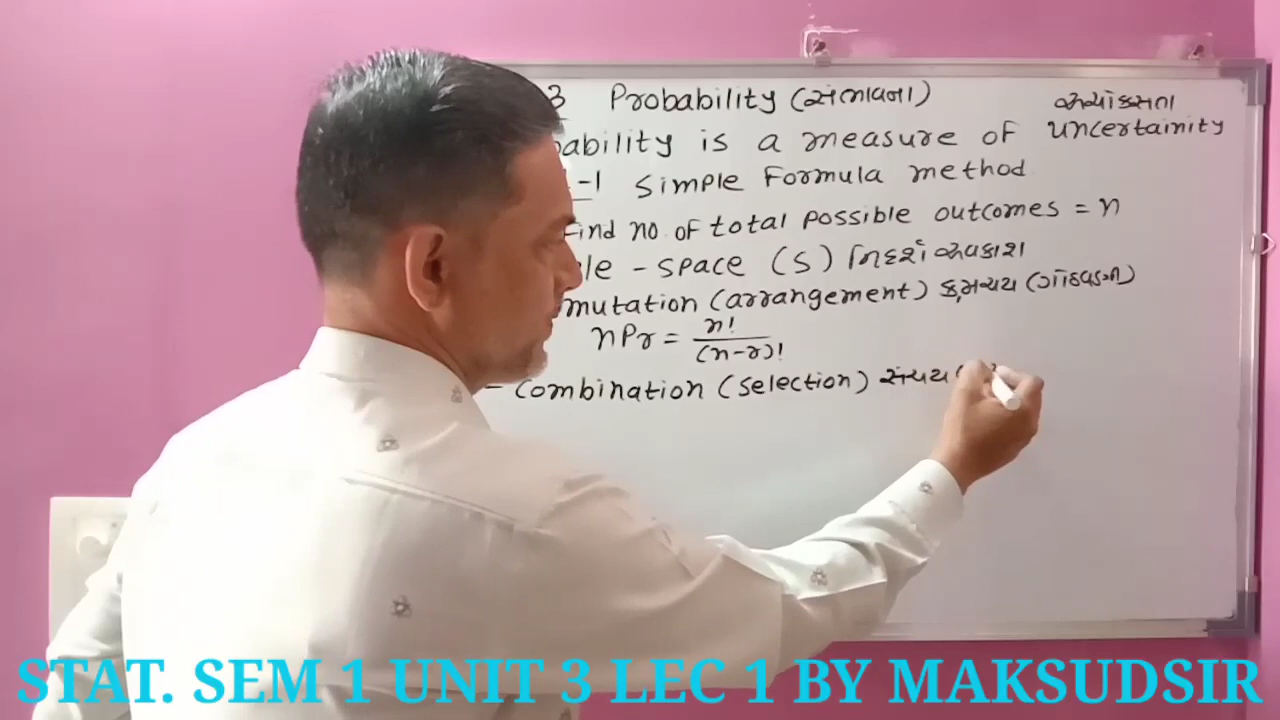 3 Probability (સંભાવના)
ability is a measure of uncertainity
-1 Simple Formula method
Find no. of total possible outcomes = n
le - space (S) નિદર્શ અવકાશ
mutation (arrangement) ક્રમચય (ગોઠવણી)
nPr = n! / (n-r)!
- Combination (selection) સંચય (
STAT. SEM 1 UNIT 3 LEC 1 BY MAKSUDSIR